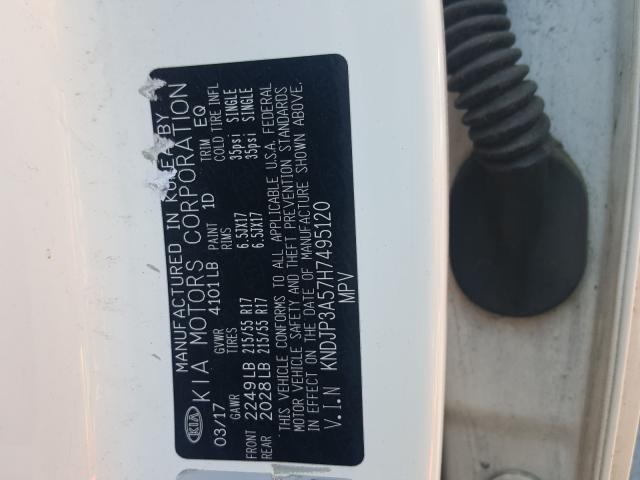 MANUFACTURED IN KOREA BY
KIA KIA MOTORS CORPORATION
03/17 GVWR 4101LB PAINT 1D TRIM EQ
GAWR TIRES RIMS COLD TIRE INFL
FRONT 2249LB 215/55 R17 6.5JX17 35psi SINGLE
REAR 2028LB 215/55 R17 6.5JX17 35psi SINGLE
THIS VEHICLE CONFORMS TO ALL APPLICABLE U.S.A. FEDERAL
MOTOR VEHICLE SAFETY AND THEFT PREVENTION STANDARDS
IN EFFECT ON THE DATE OF MANUFACTURE SHOWN ABOVE.
V.I.N KNDJP3A57H7495120
MPV